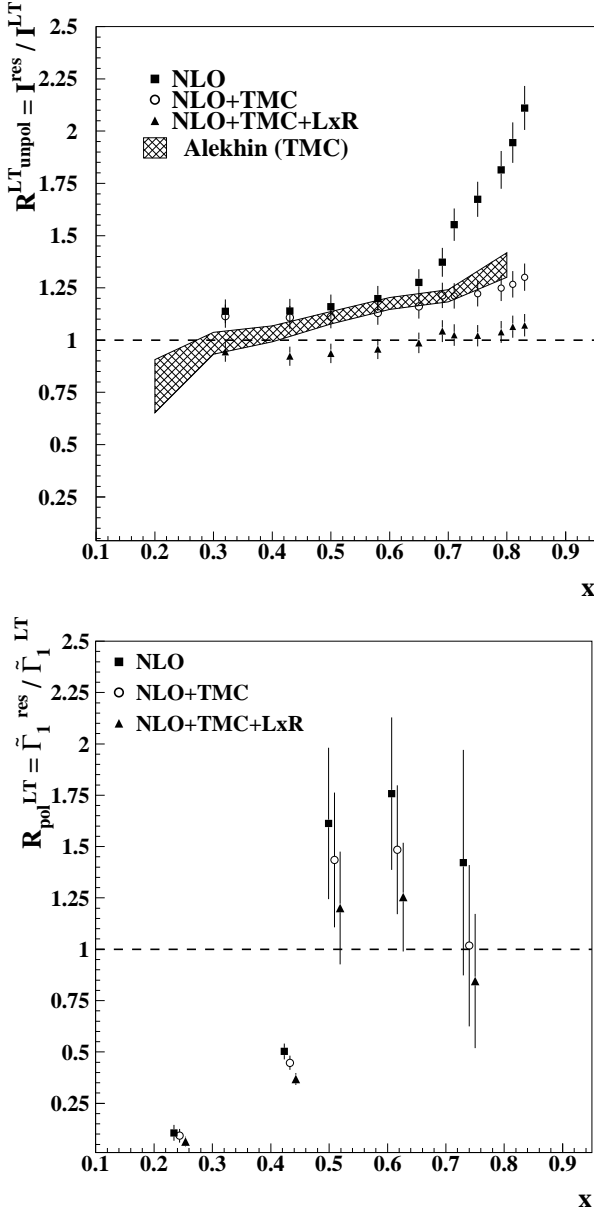 R^LT_unpol = I^res / I^LT
2.5
2.25
2
1.75
1.5
1.25
1
0.75
0.5
0.25
NLO
NLO+TMC
NLO+TMC+LxR
Alekhin (TMC)
0.1 0.2 0.3 0.4 0.5 0.6 0.7 0.8 0.9
x
R_pol^LT = Γ̃_1^res / Γ̃_1^LT
2.5
2.25
2
1.75
1.5
1.25
1
0.75
0.5
0.25
NLO
NLO+TMC
NLO+TMC+LxR
0.1 0.2 0.3 0.4 0.5 0.6 0.7 0.8 0.9
x